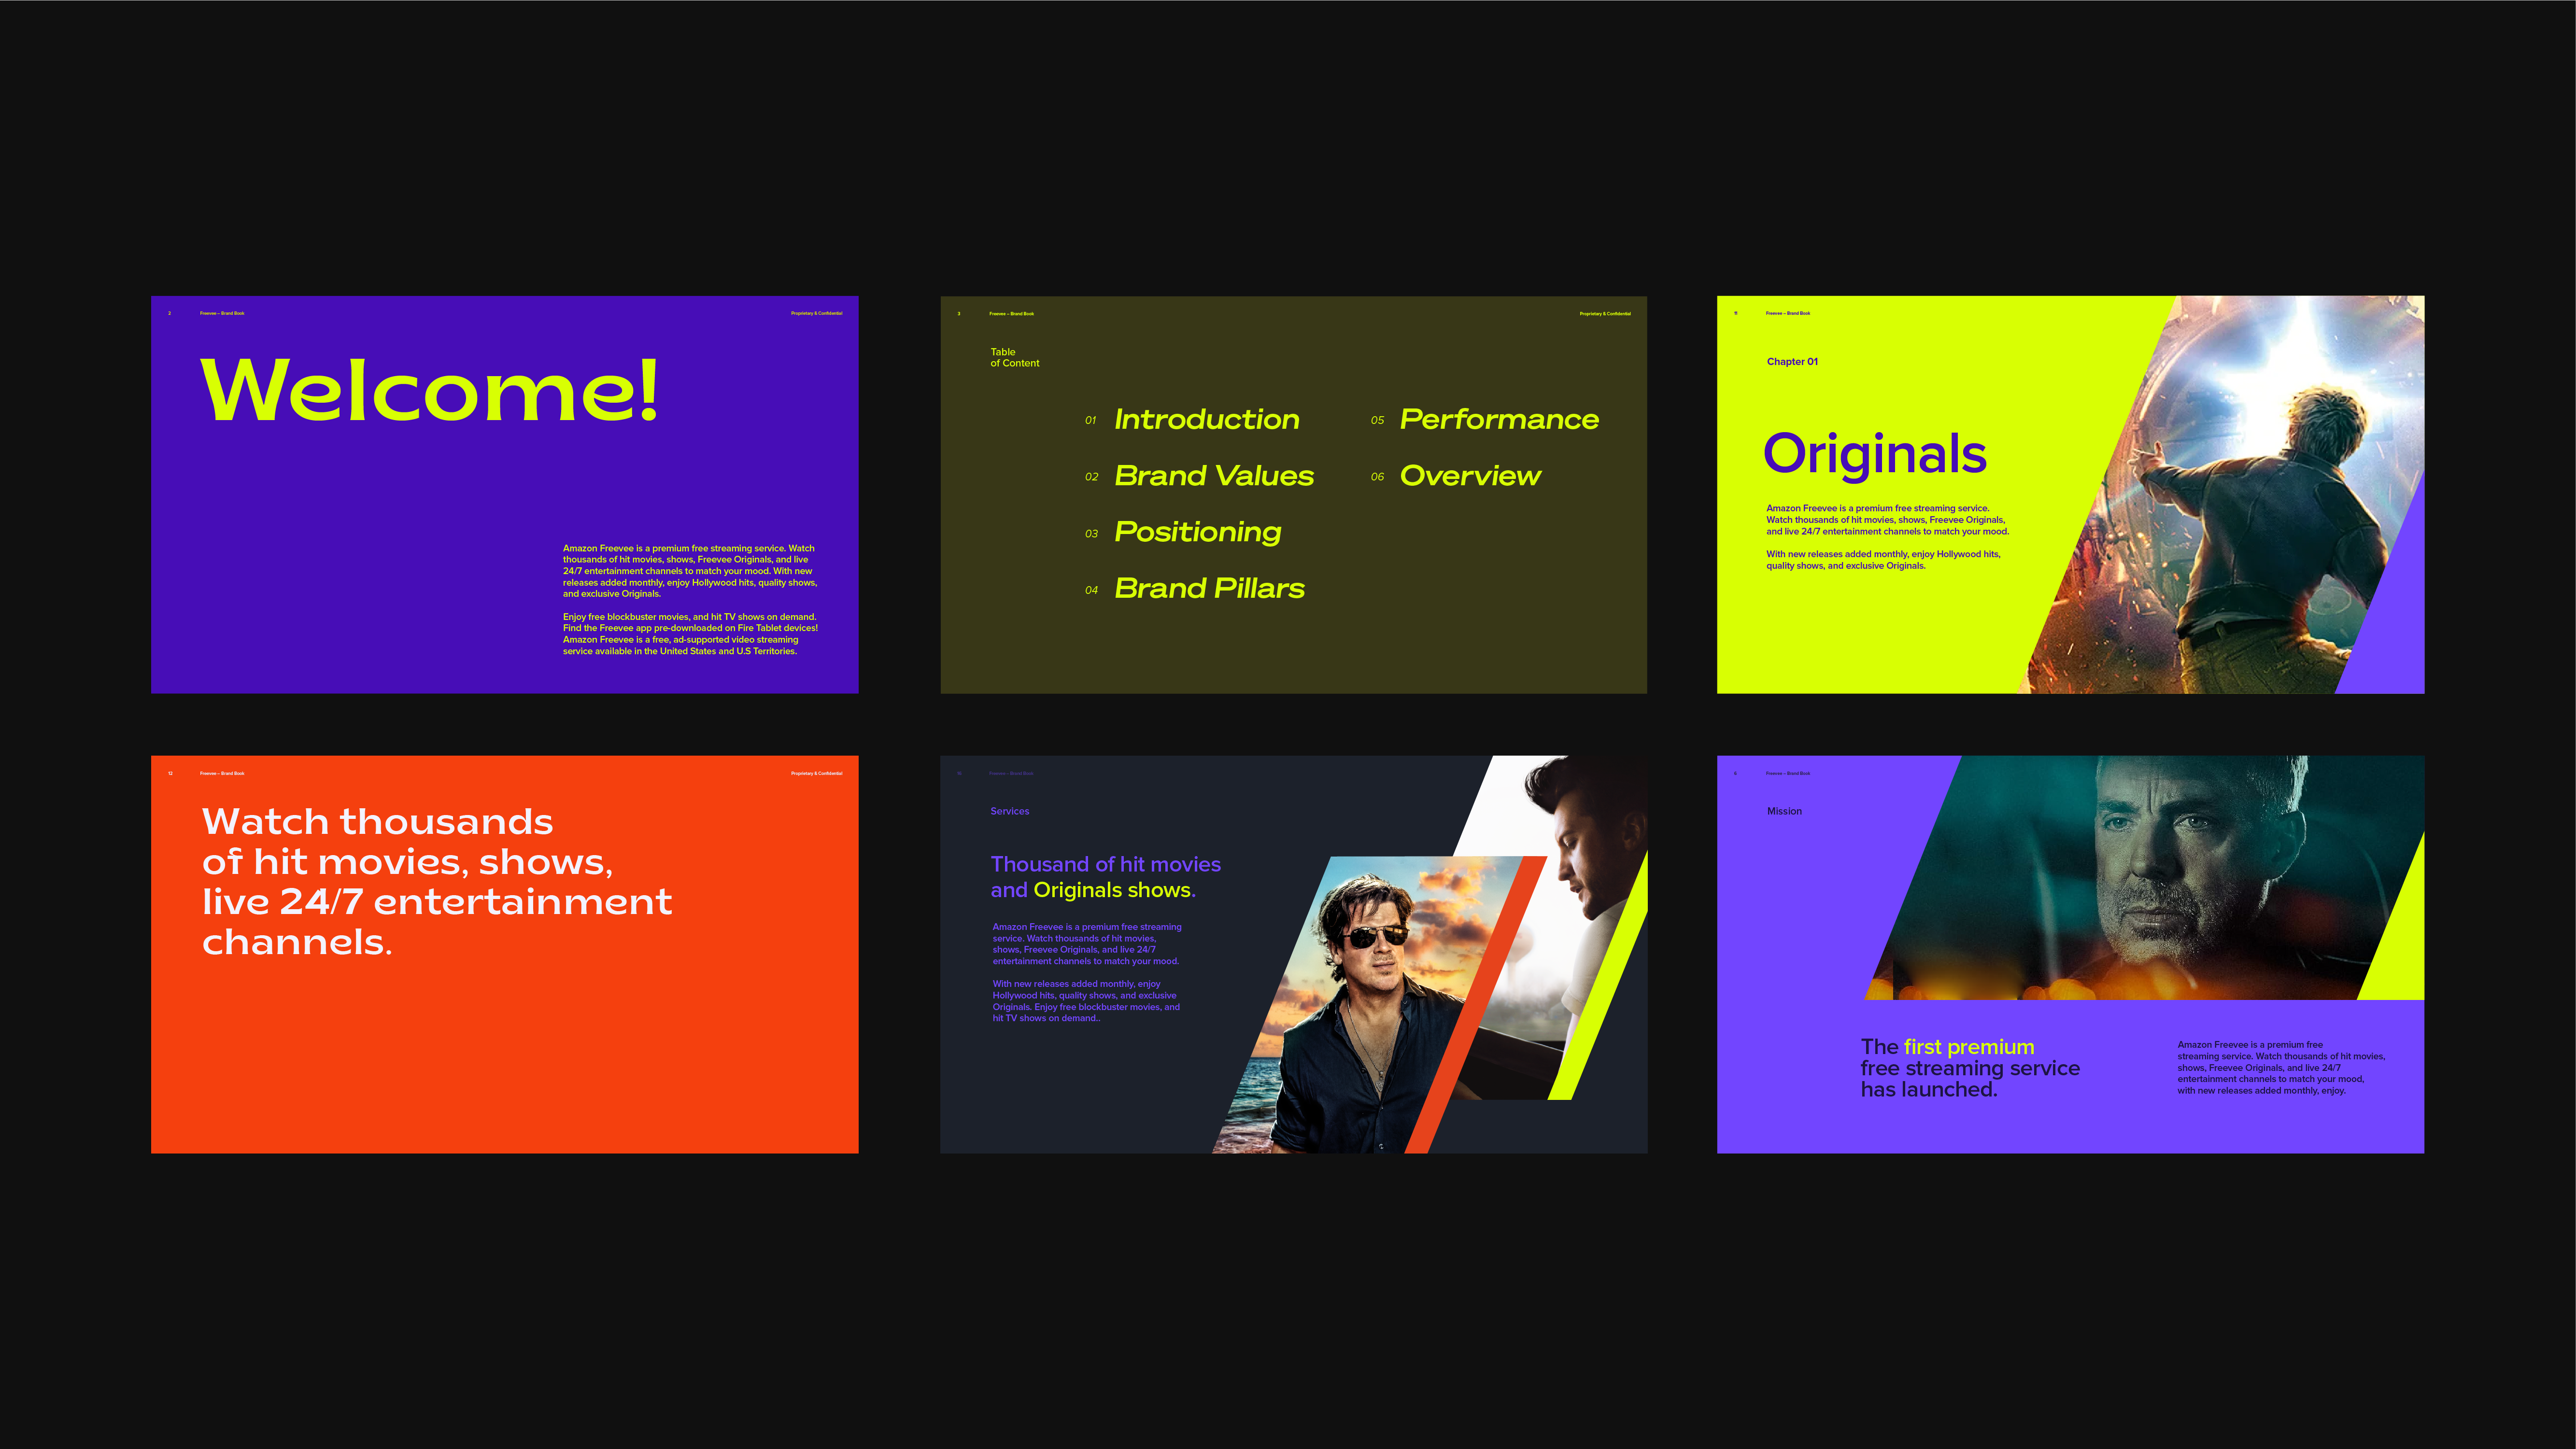 2
Freevee – Brand Book
Proprietary & Confidential
Welcome!
Amazon Freevee is a premium free streaming service. Watch
thousands of hit movies, shows, Freevee Originals, and live
24/7 entertainment channels to match your mood. With new
releases added monthly, enjoy Hollywood hits, quality shows,
and exclusive Originals.
Enjoy free blockbuster movies, and hit TV shows on demand.
Find the Freevee app pre-downloaded on Fire Tablet devices!
Amazon Freevee is a free, ad-supported video streaming
service available in the United States and U.S Territories.
3
Freevee – Brand Book
Proprietary & Confidential
Table
of Content
01 Introduction
02 Brand Values
03 Positioning
04 Brand Pillars
05 Performance
06 Overview
Freevee – Brand Book
Chapter 01
Originals
Amazon Freevee is a premium free streaming service.
Watch thousands of hit movies, shows, Freevee Originals,
and live 24/7 entertainment channels to match your mood.
With new releases added monthly, enjoy Hollywood hits,
quality shows, and exclusive Originals.
12
Freevee – Brand Book
Proprietary & Confidential
Watch thousands
of hit movies, shows,
live 24/7 entertainment
channels.
Freevee – Brand Book
Services
Thousand of hit movies
and Originals shows.
Amazon Freevee is a premium free streaming
service. Watch thousands of hit movies,
shows, Freevee Originals, and live 24/7
entertainment channels to match your mood.
With new releases added monthly, enjoy
Hollywood hits, quality shows, and exclusive
Originals. Enjoy free blockbuster movies, and
hit TV shows on demand..
Freevee – Brand Book
Mission
The first premium
free streaming service
has launched.
Amazon Freevee is a premium free
streaming service. Watch thousands of hit movies,
shows, Freevee Originals, and live 24/7
entertainment channels to match your mood,
with new releases added monthly, enjoy.